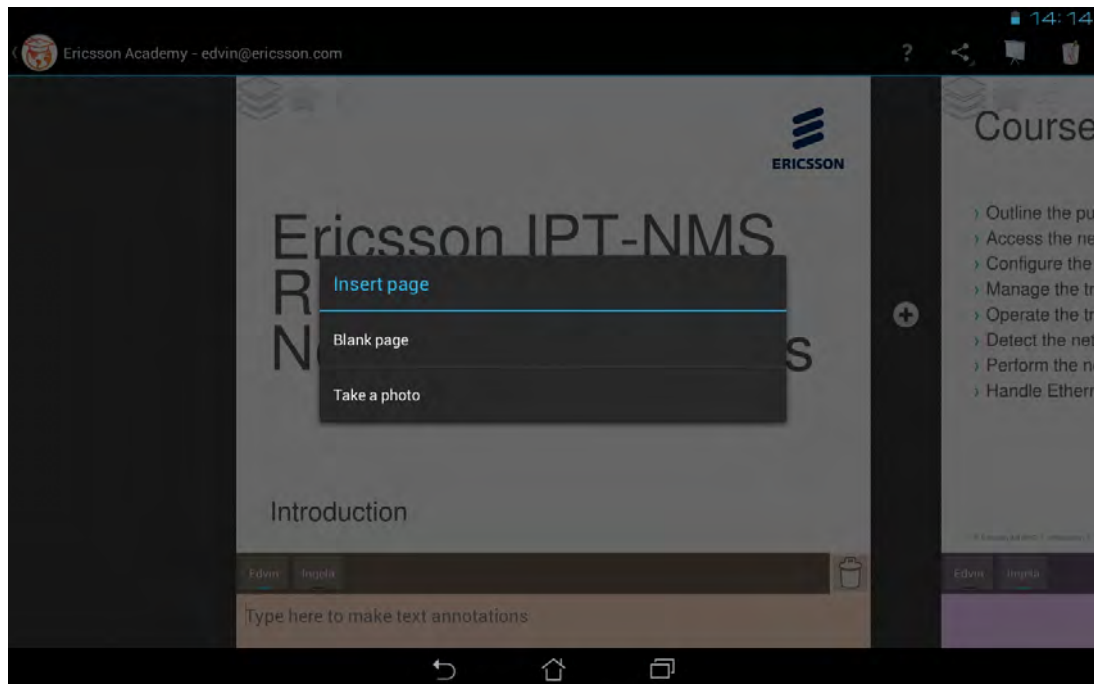 14:14
Ericsson Academy - edvin@ericsson.com
?
ERICSSON
Ericsson IPT-NMS
R
N s
Introduction
Insert page
Blank page
Take a photo
Edvin Ingela
Type here to make text annotations
Course
› Outline the pu
› Access the ne
› Configure the
› Manage the tr
› Operate the tr
› Detect the net
› Perform the n
› Handle Ethern
Edvin Ingela